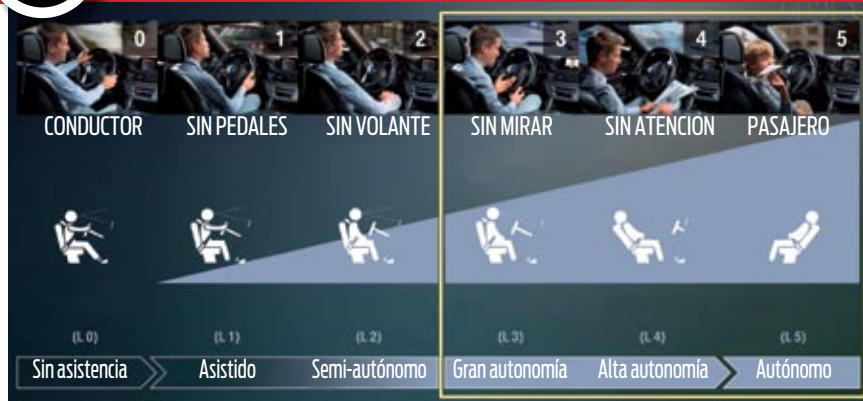 0 1 2 3 4 5
CONDUCTOR SIN PEDALES SIN VOLANTE SIN MIRAR SIN ATENCIÓN PASAJERO
(L 0) (L 1) (L 2) (L 3) (L 4) (L 5)
Sin asistencia Asistido Semi-autónomo Gran autonomía Alta autonomía Autónomo